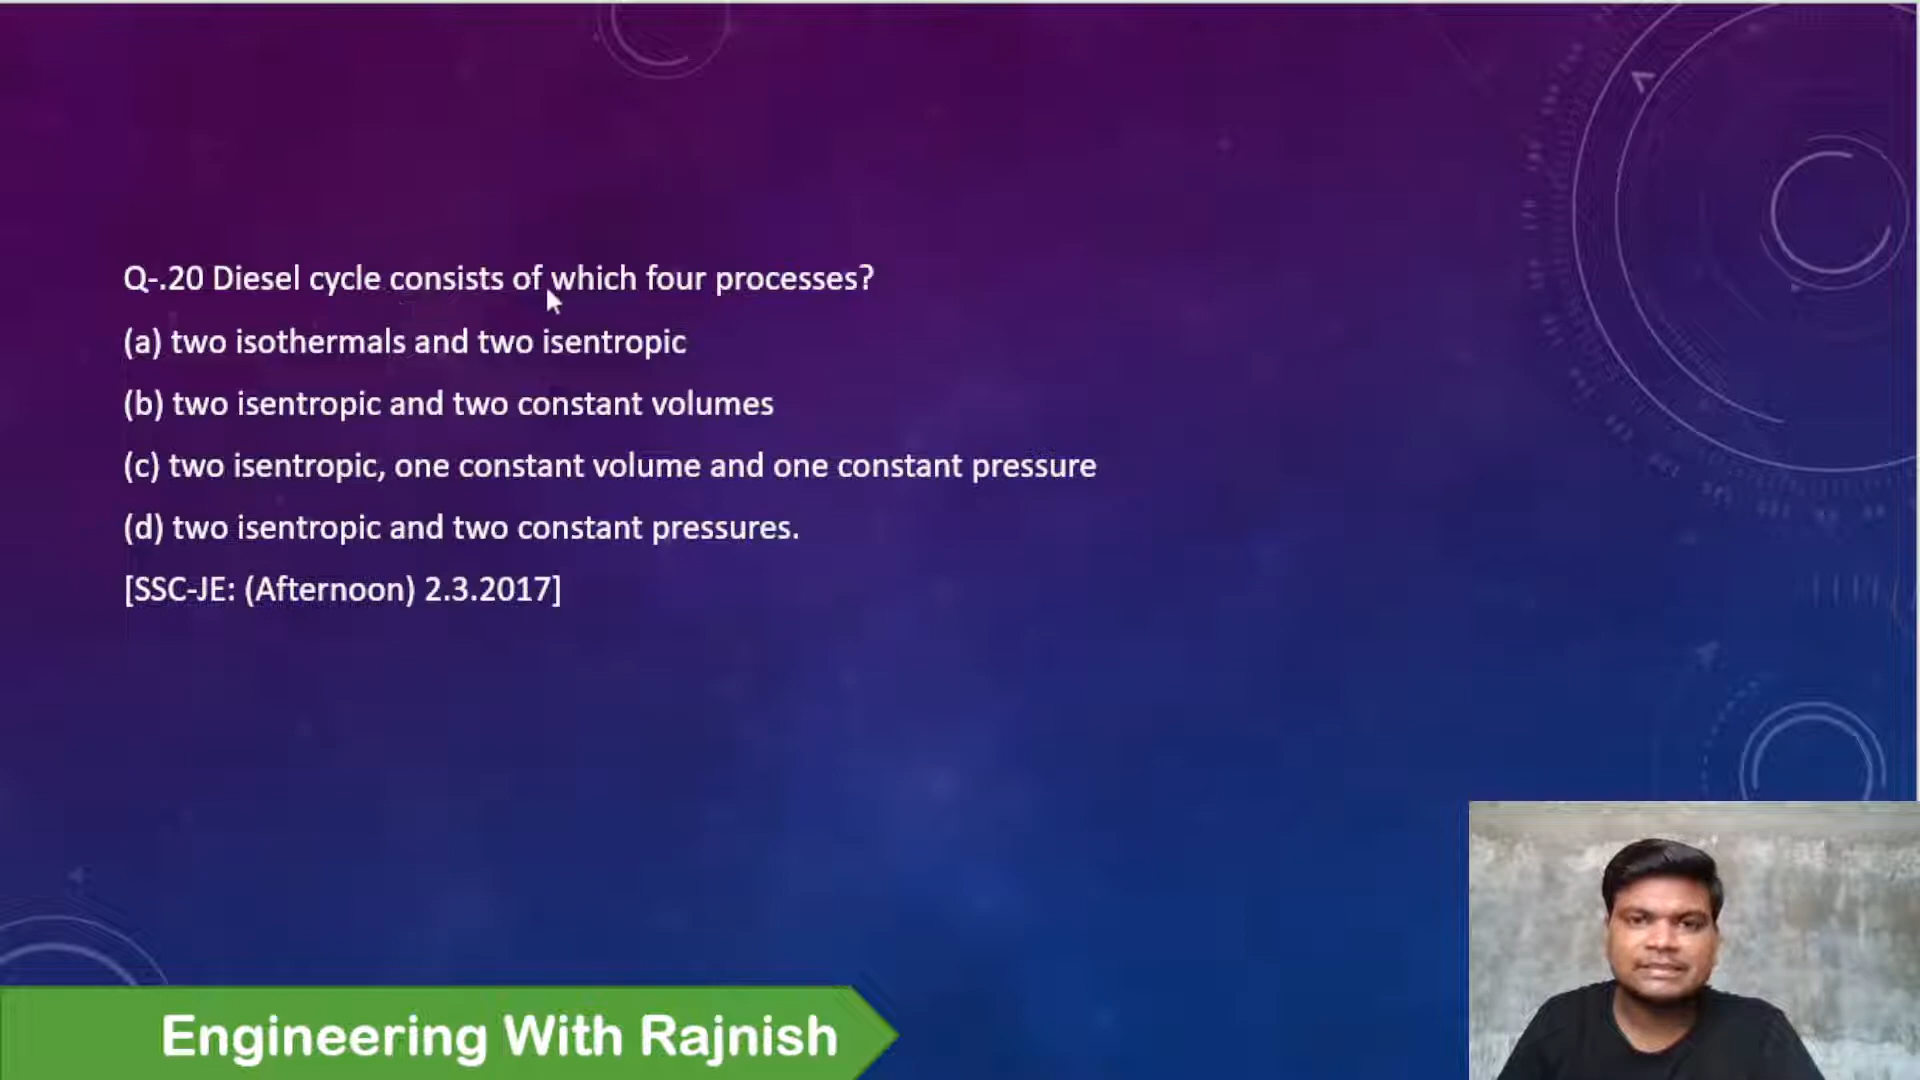 Q-.20 Diesel cycle consists of which four processes?
(a) two isothermals and two isentropic
(b) two isentropic and two constant volumes
(c) two isentropic, one constant volume and one constant pressure
(d) two isentropic and two constant pressures.
[SSC-JE: (Afternoon) 2.3.2017]
Engineering With Rajnish